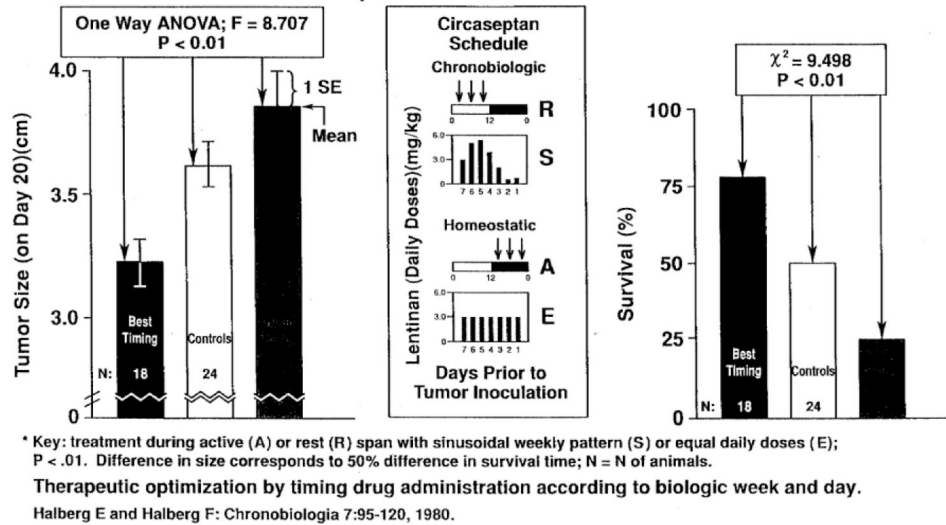 One Way ANOVA; F = 8.707
P < 0.01
4.0
3.5
3.0
0
Tumor Size (on Day 20)(cm)
1 SE
Mean
Best
Timing
Controls
N: 18 24
Circaseptan
Schedule
Chronobiologic
R
0 12 0
6.0
3.0
0
S
7 6 5 4 3 2 1
Homeostatic
A
0 12 0
6.0
3.0
0
E
7 6 5 4 3 2 1
Lentinan (Daily Doses)(mg/kg)
Days Prior to
Tumor Inoculation
χ² = 9.498
P < 0.01
100
75
50
25
0
Survival (%)
Best
Timing
Controls
N: 18 24
* Key: treatment during active (A) or rest (R) span with sinusoidal weekly pattern (S) or equal daily doses (E);
P < .01. Difference in size corresponds to 50% difference in survival time; N = N of animals.
Therapeutic optimization by timing drug administration according to biologic week and day.
Halberg E and Halberg F: Chronobiologia 7:95-120, 1980.